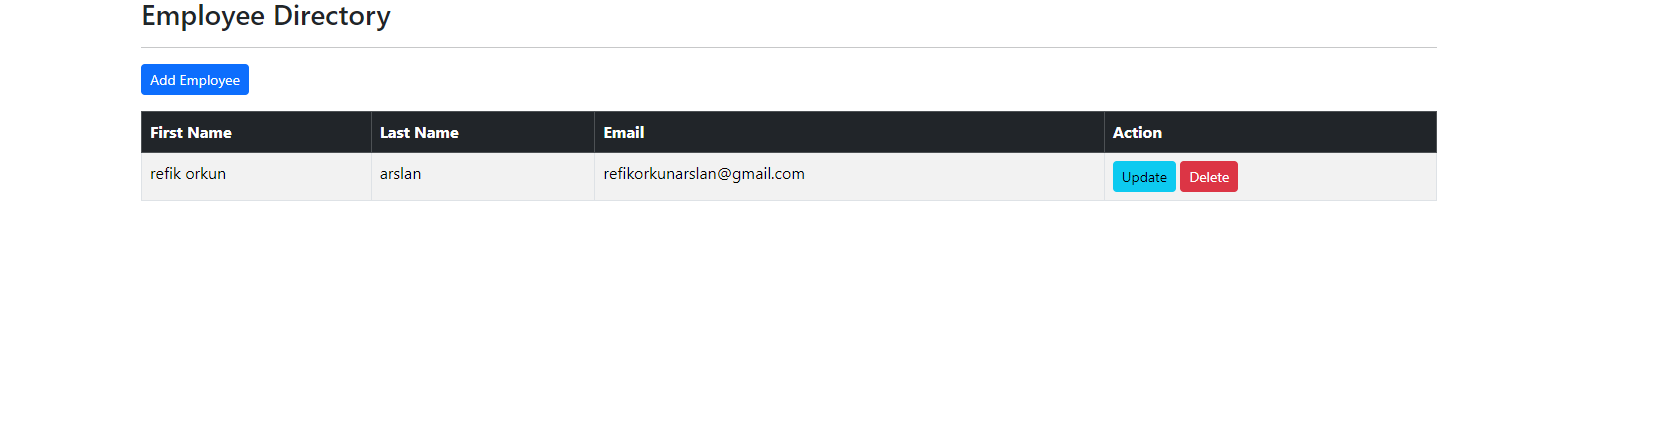 Employee Directory
Add Employee
First Name Last Name Email Action
refik orkun arslan refikorkunarslan@gmail.com Update Delete